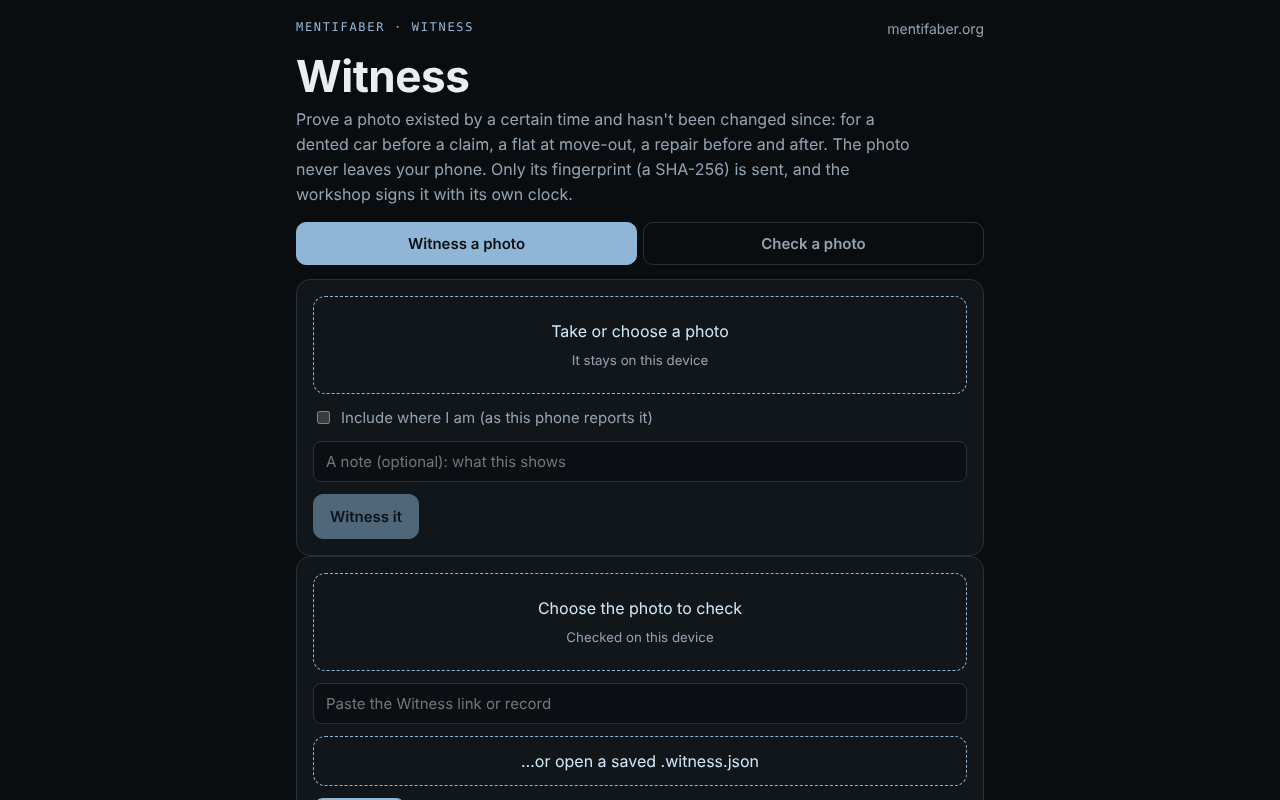 MENTIFABER · WITNESS
mentifaber.org
Witness
Prove a photo existed by a certain time and hasn't been changed since: for a
dented car before a claim, a flat at move-out, a repair before and after. The photo
never leaves your phone. Only its fingerprint (a SHA-256) is sent, and the
workshop signs it with its own clock.
Witness a photo
Check a photo
Take or choose a photo
It stays on this device
Include where I am (as this phone reports it)
A note (optional): what this shows
Witness it
Choose the photo to check
Checked on this device
Paste the Witness link or record
…or open a saved .witness.json